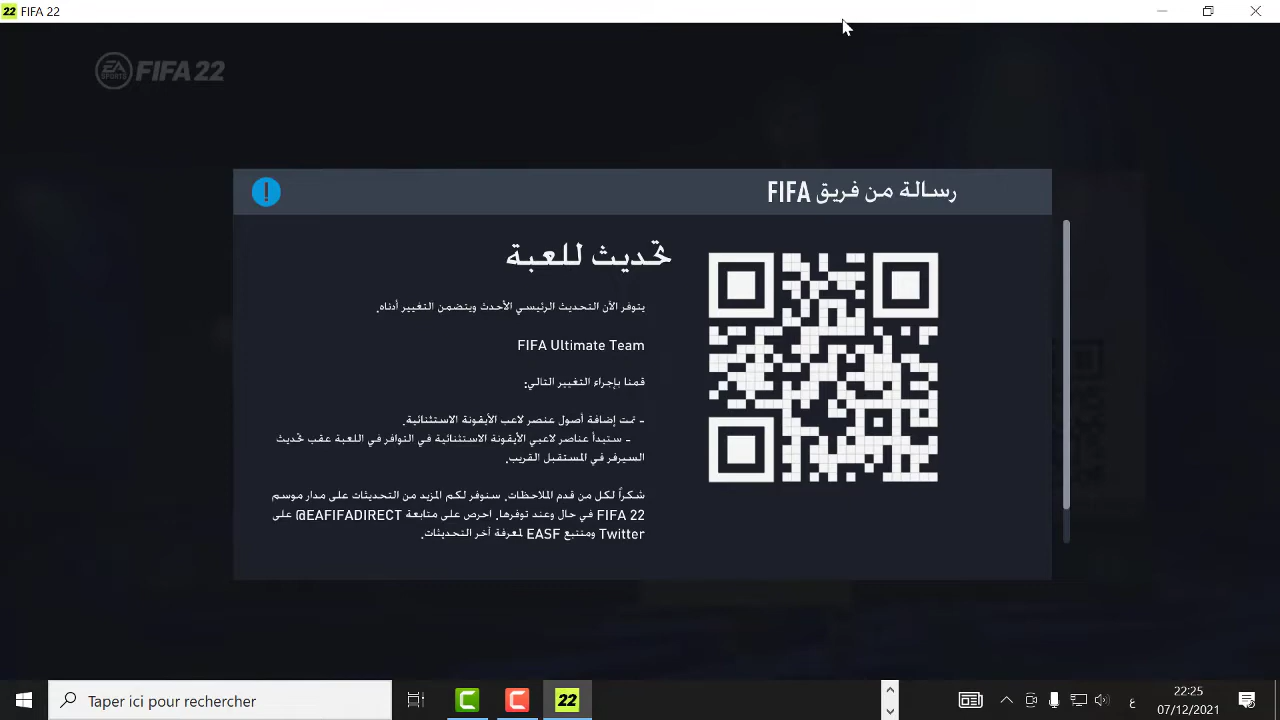 22 FIFA 22
EA SPORTS FIFA 22
رسالة من فريق FIFA
تحديث للعبة
يتوفر الآن التحديث الرئيسي الأحدث ويتضمن التغيير أدناه.
FIFA Ultimate Team
قمنا بإجراء التغيير التالي:
- تمت إضافة أصول عنصر لاعب الأيقونة الاستثنائية.
- ستبدأ عناصر لاعبي الأيقونة الاستثنائية في التوافر في اللعبة عقب تحديث
السيرفر في المستقبل القريب.
شكراً لكل من قدم الملاحظات. سنوفر لكم المزيد من التحديثات على مدار موسم
FIFA 22 في حال وعند توفرها. احرص على متابعة @EAFIFADIRECT على
Twitter ومنتبع EASF لمعرفة آخر التحديثات.
Taper ici pour rechercher
22
ع
22:25
07/12/2021